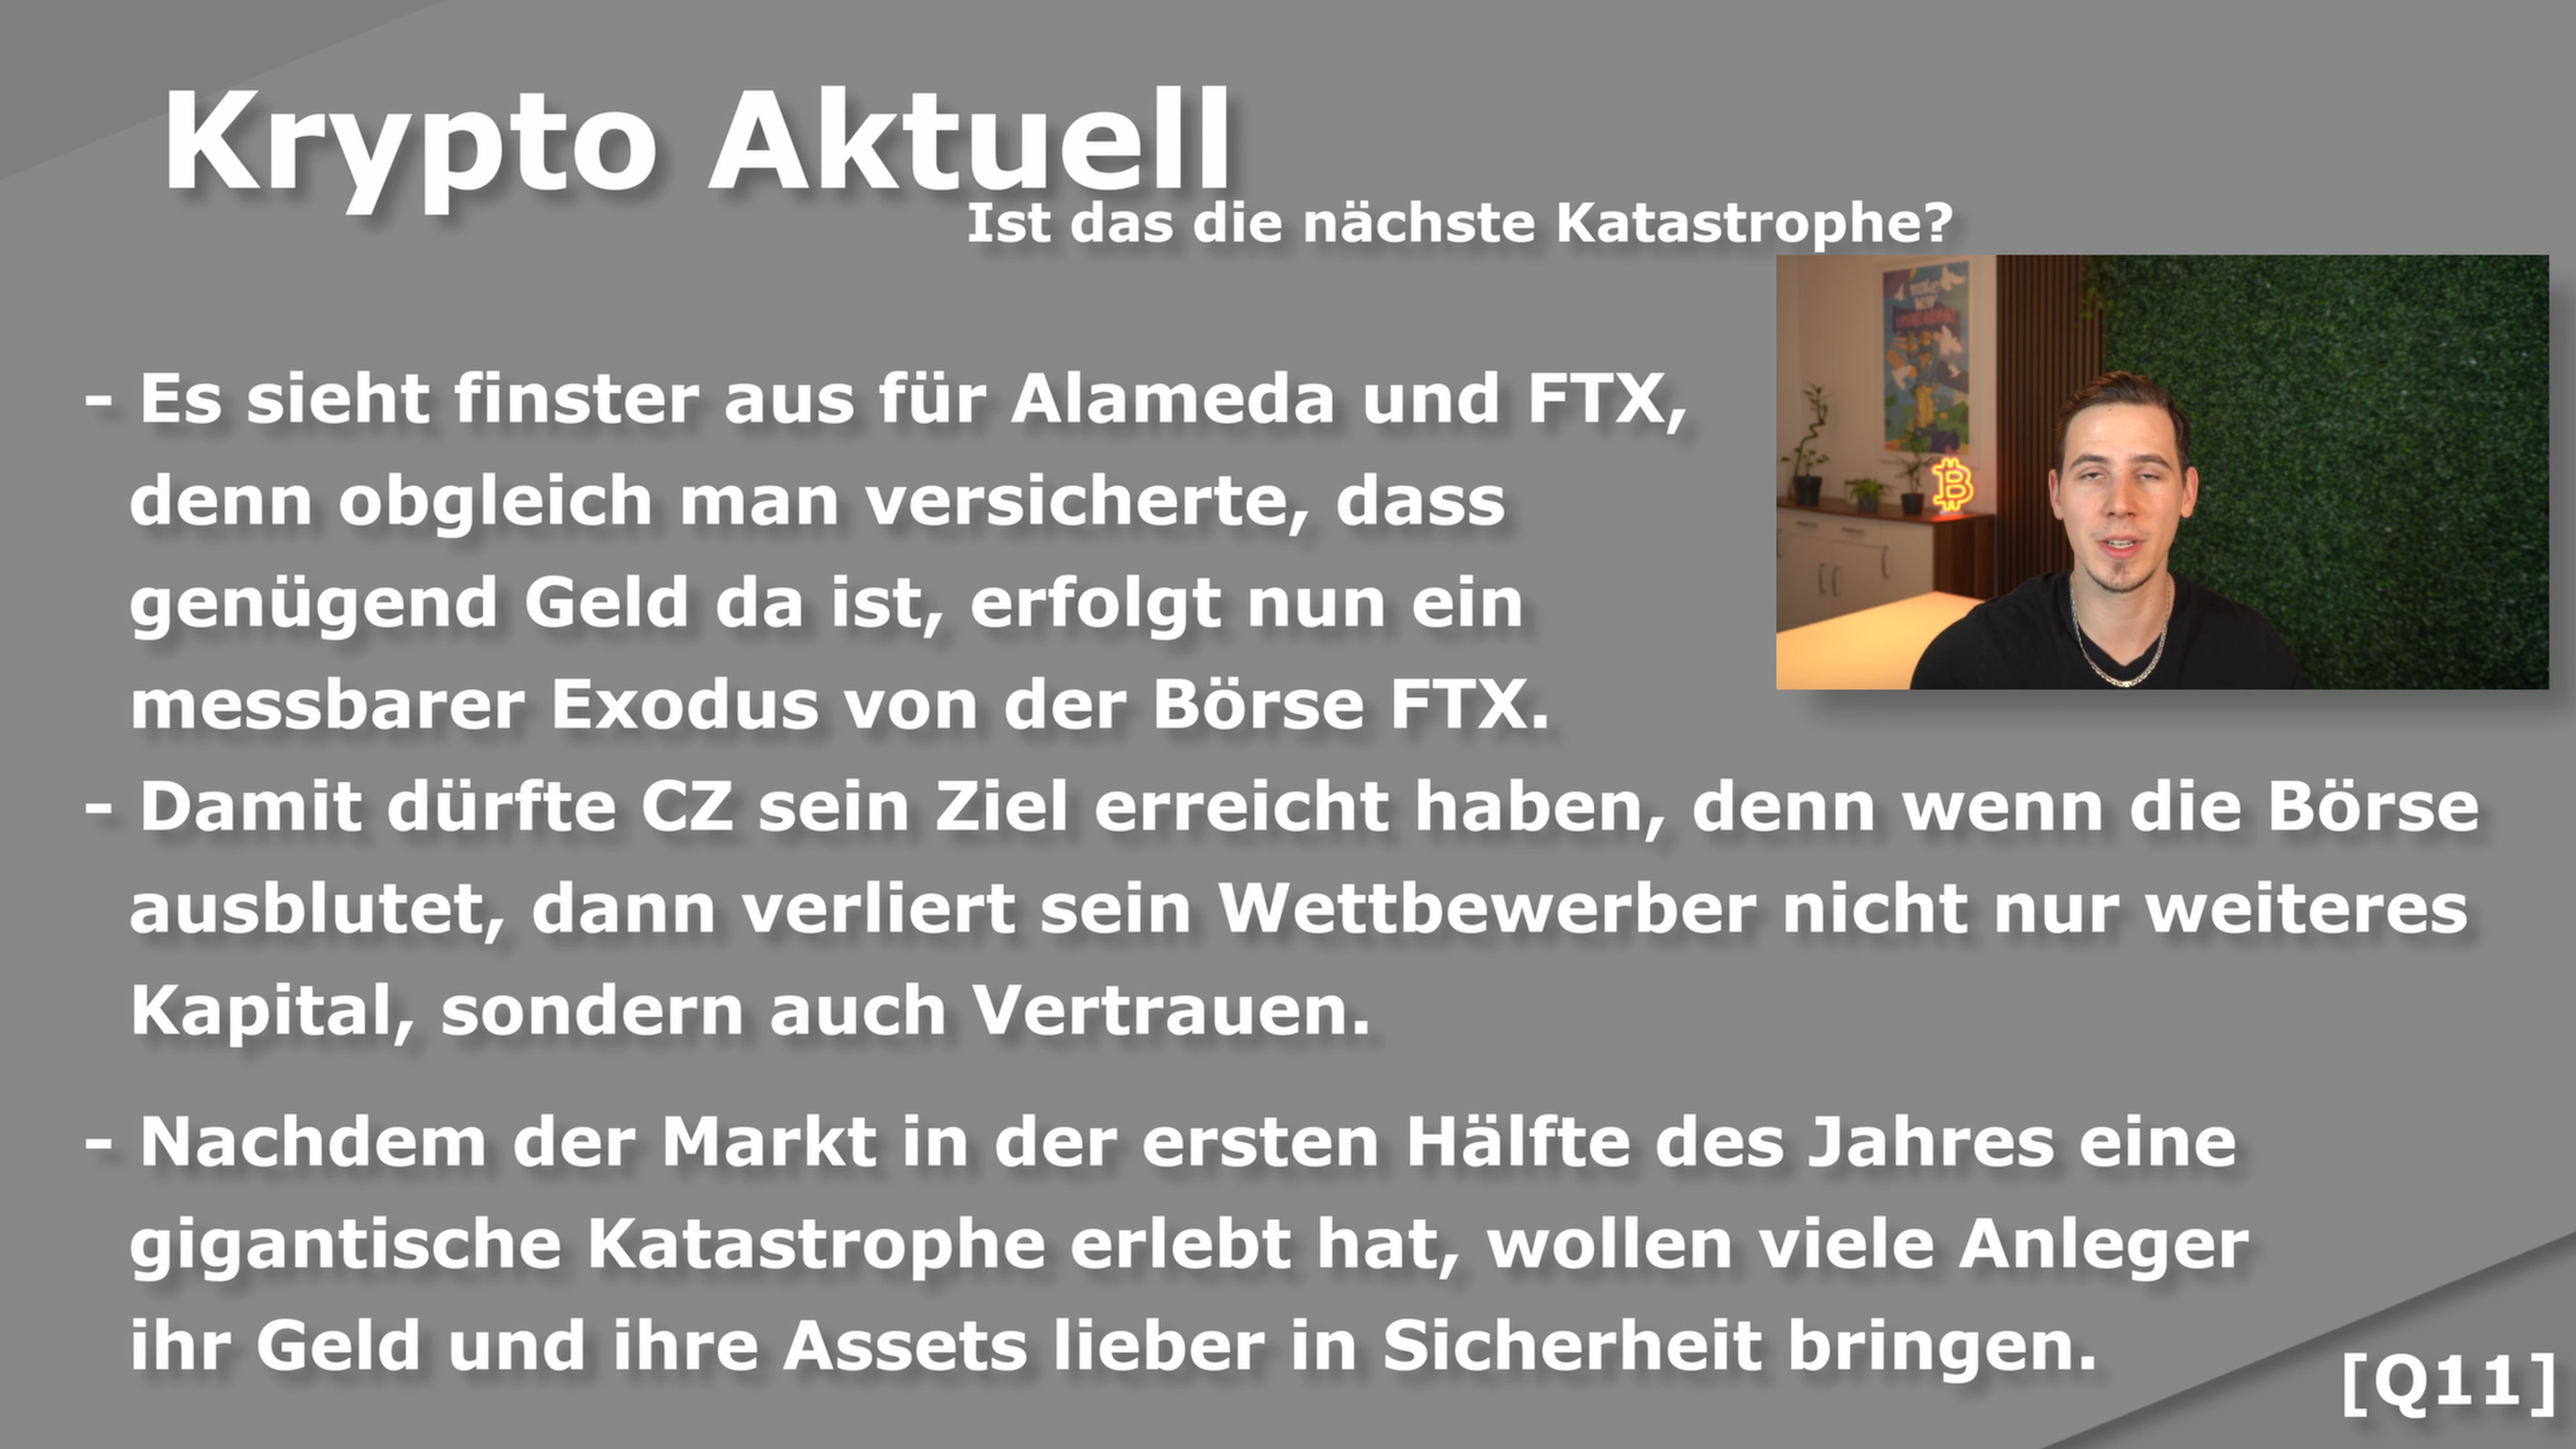 Krypto Aktuell
Ist das die nächste Katastrophe?
- Es sieht finster aus für Alameda und FTX,
denn obgleich man versicherte, dass
genügend Geld da ist, erfolgt nun ein
messbarer Exodus von der Börse FTX.
- Damit dürfte CZ sein Ziel erreicht haben, denn wenn die Börse
ausblutet, dann verliert sein Wettbewerber nicht nur weiteres
Kapital, sondern auch Vertrauen.
- Nachdem der Markt in der ersten Hälfte des Jahres eine
gigantische Katastrophe erlebt hat, wollen viele Anleger
ihr Geld und ihre Assets lieber in Sicherheit bringen.
[Q11]